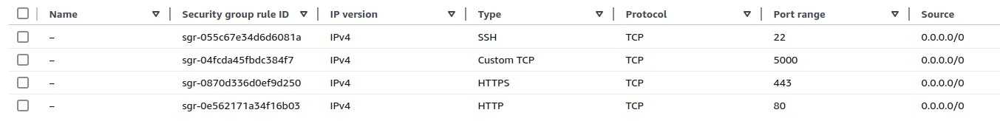 Name Security group rule ID IP version Type Protocol Port range Source
– sgr-055c67e34d6d6081a IPv4 SSH TCP 22 0.0.0.0/0
– sgr-04fcda45fbdc384f7 IPv4 Custom TCP TCP 5000 0.0.0.0/0
– sgr-0870d336d0ef9d250 IPv4 HTTPS TCP 443 0.0.0.0/0
– sgr-0e562171a34f16b03 IPv4 HTTP TCP 80 0.0.0.0/0